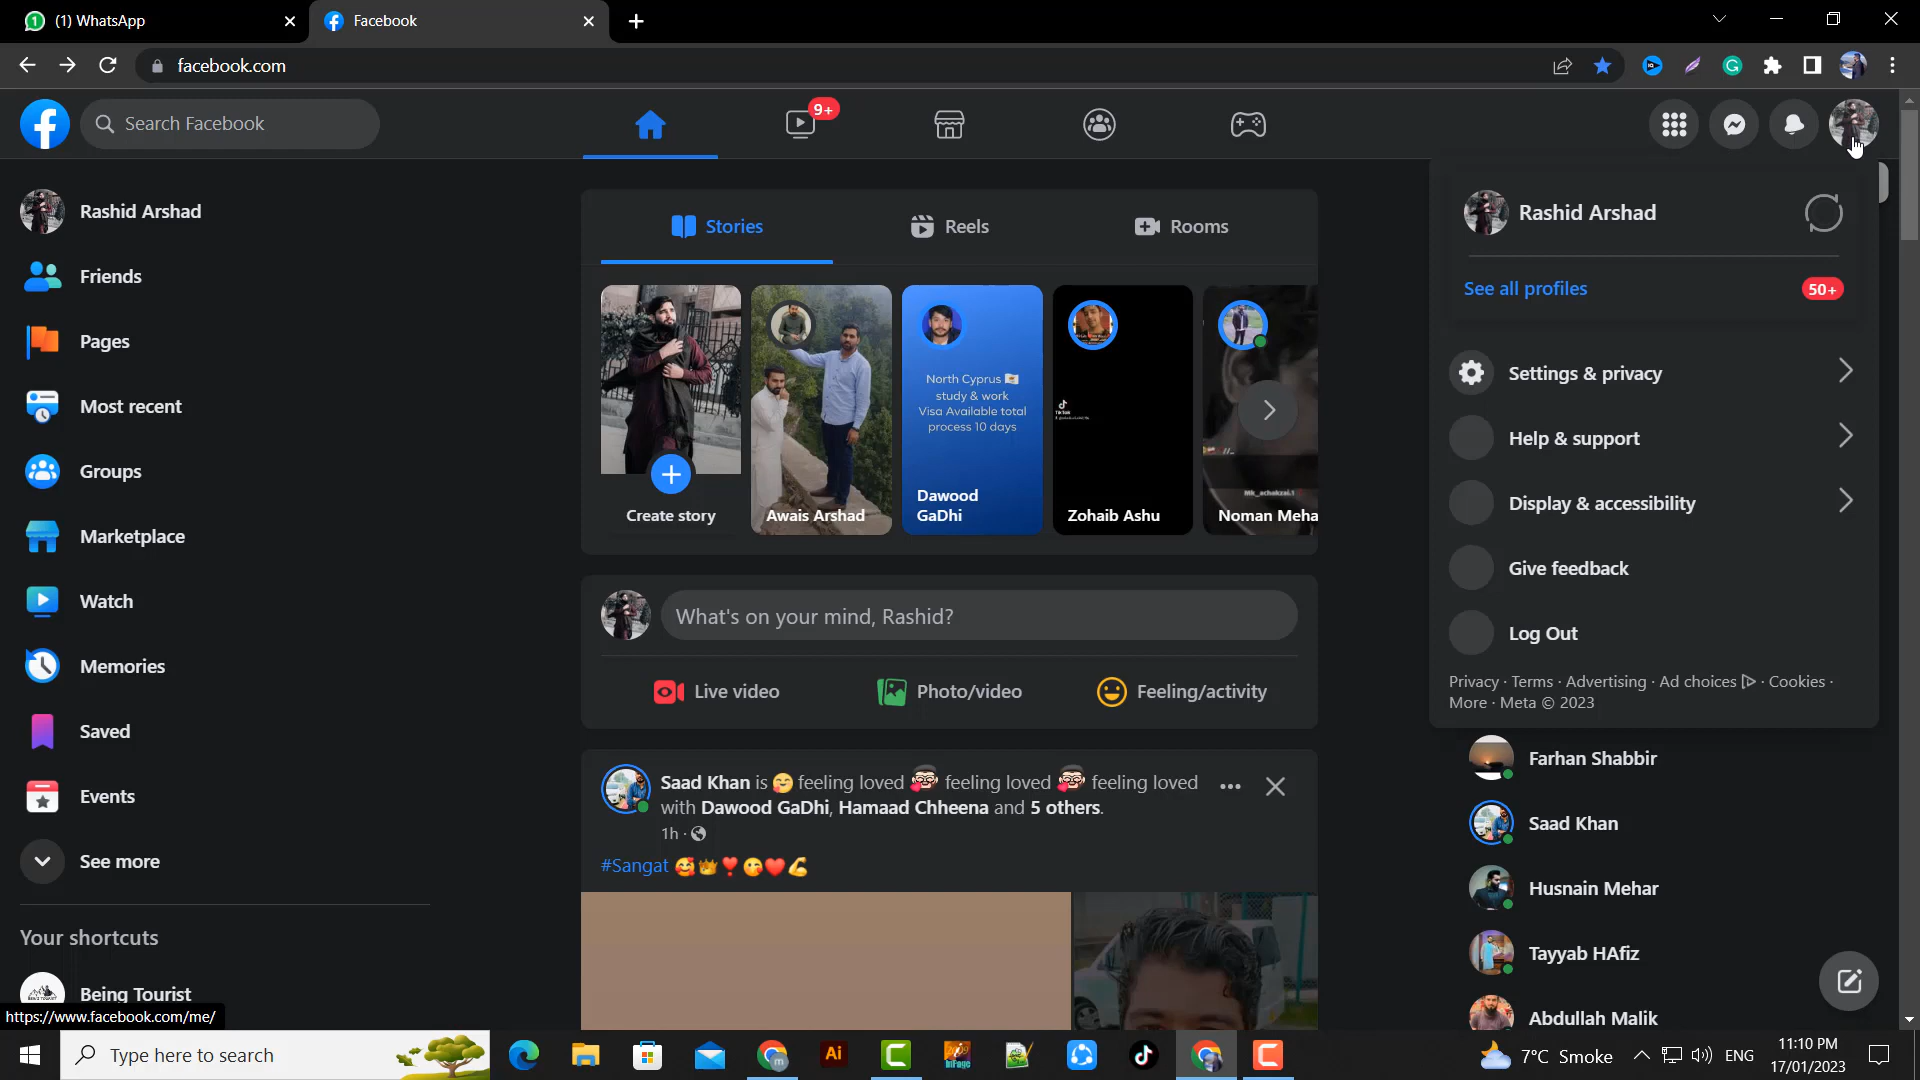 (1) WhatsApp
Facebook
facebook.com
Search Facebook
9+
Rashid Arshad
Friends
Pages
Most recent
Groups
Marketplace
Watch
Memories
Saved
Events
See more
Your shortcuts
Being Tourist
https://www.facebook.com/me/
Stories
Reels
Rooms
Create story
Awais Arshad
North Cyprus 🇨🇾
study & work
Visa Available total
process 10 days
Dawood
GaDhi
TikTok
Zohaib Ashu
Mk_achakzai.1
Noman Meha
What's on your mind, Rashid?
Live video
Photo/video
Feeling/activity
Saad Khan is 🥰 feeling loved 🥰 feeling loved 🥰 feeling loved
with Dawood GaDhi, Hamaad Chheena and 5 others.
1h ·
#Sangat 🥰👑❣️😘❤️💪
Rashid Arshad
See all profiles
50+
Settings & privacy
Help & support
Display & accessibility
Give feedback
Log Out
Privacy · Terms · Advertising · Ad choices · Cookies ·
More · Meta © 2023
Farhan Shabbir
Saad Khan
Husnain Mehar
Tayyab HAfiz
Abdullah Malik
Type here to search
Ai
7°C Smoke
ENG
11:10 PM
17/01/2023